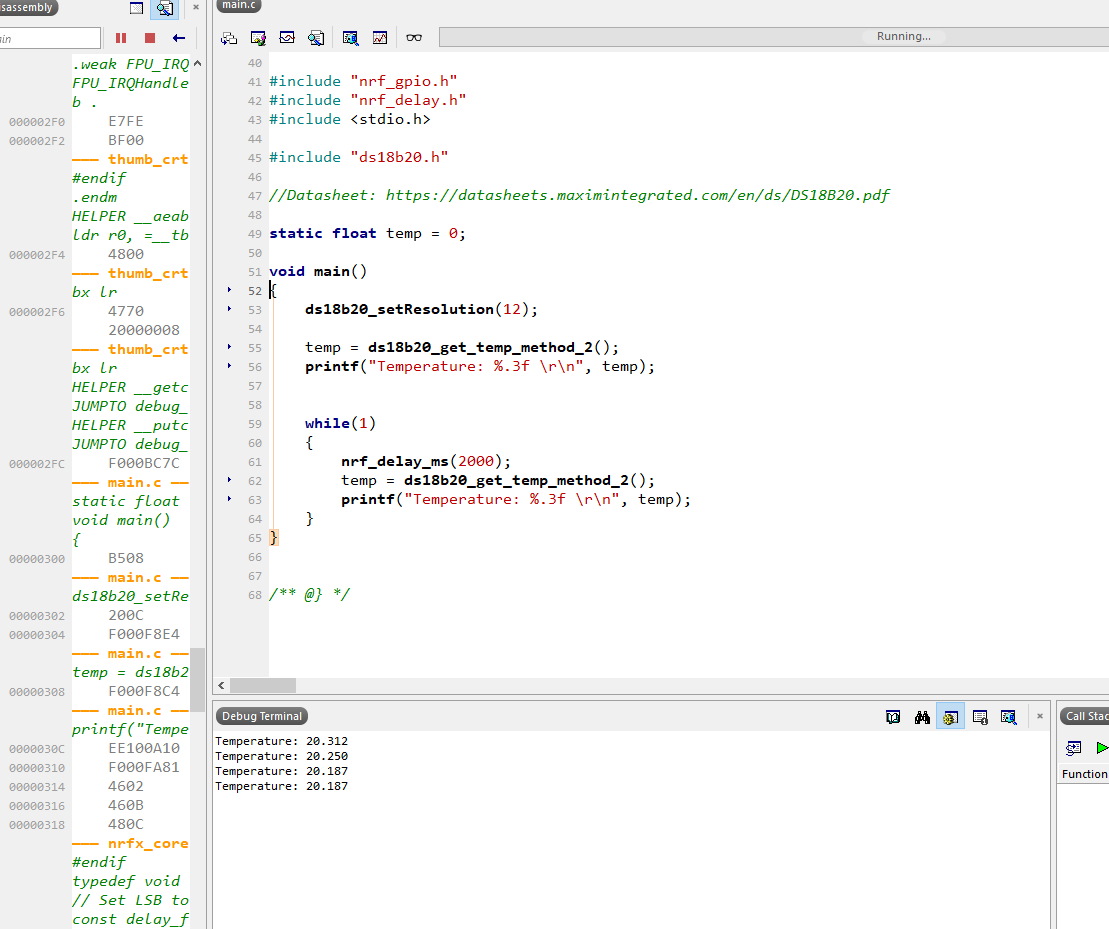 sassembly
ain
.weak FPU_IRQ
FPU_IRQHandle
b .
000002F0 E7FE
000002F2 BF00
─── thumb_crt
#endif
.endm
HELPER __aeab
ldr r0, =__tb
000002F4 4800
─── thumb_crt
bx lr
000002F6 4770
20000008
─── thumb_crt
bx lr
HELPER __getc
JUMPTO debug_
HELPER __putc
JUMPTO debug_
000002FC F000BC7C
─── main.c ──
static float
void main()
{
00000300 B508
─── main.c ──
ds18b20_setRe
00000302 200C
00000304 F000F8E4
─── main.c ──
temp = ds18b2
00000308 F000F8C4
─── main.c ──
printf("Tempe
0000030C EE100A10
00000310 F000FA81
00000314 4602
00000316 460B
00000318 480C
─── nrfx_core
#endif
typedef void
// Set LSB to
const delay_f
main.c
Running...
40
41 #include "nrf_gpio.h"
42 #include "nrf_delay.h"
43 #include <stdio.h>
44
45 #include "ds18b20.h"
46
47 //Datasheet: https://datasheets.maximintegrated.com/en/ds/DS18B20.pdf
48
49 static float temp = 0;
50
51 void main()
52 {
53 ds18b20_setResolution(12);
54
55 temp = ds18b20_get_temp_method_2();
56 printf("Temperature: %.3f \r\n", temp);
57
58
59 while(1)
60 {
61 nrf_delay_ms(2000);
62 temp = ds18b20_get_temp_method_2();
63 printf("Temperature: %.3f \r\n", temp);
64 }
65 }
66
67
68 /** @} */
Debug Terminal
Temperature: 20.312
Temperature: 20.250
Temperature: 20.187
Temperature: 20.187
Call Stac
Function